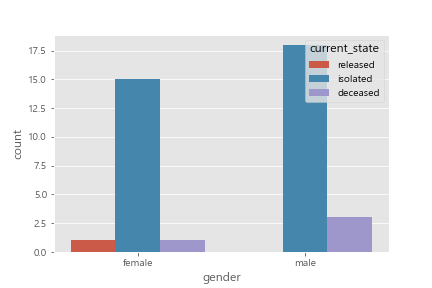 current_state
released
isolated
deceased
17.5
15.0
12.5
10.0
7.5
5.0
2.5
0.0
count
female
male
gender